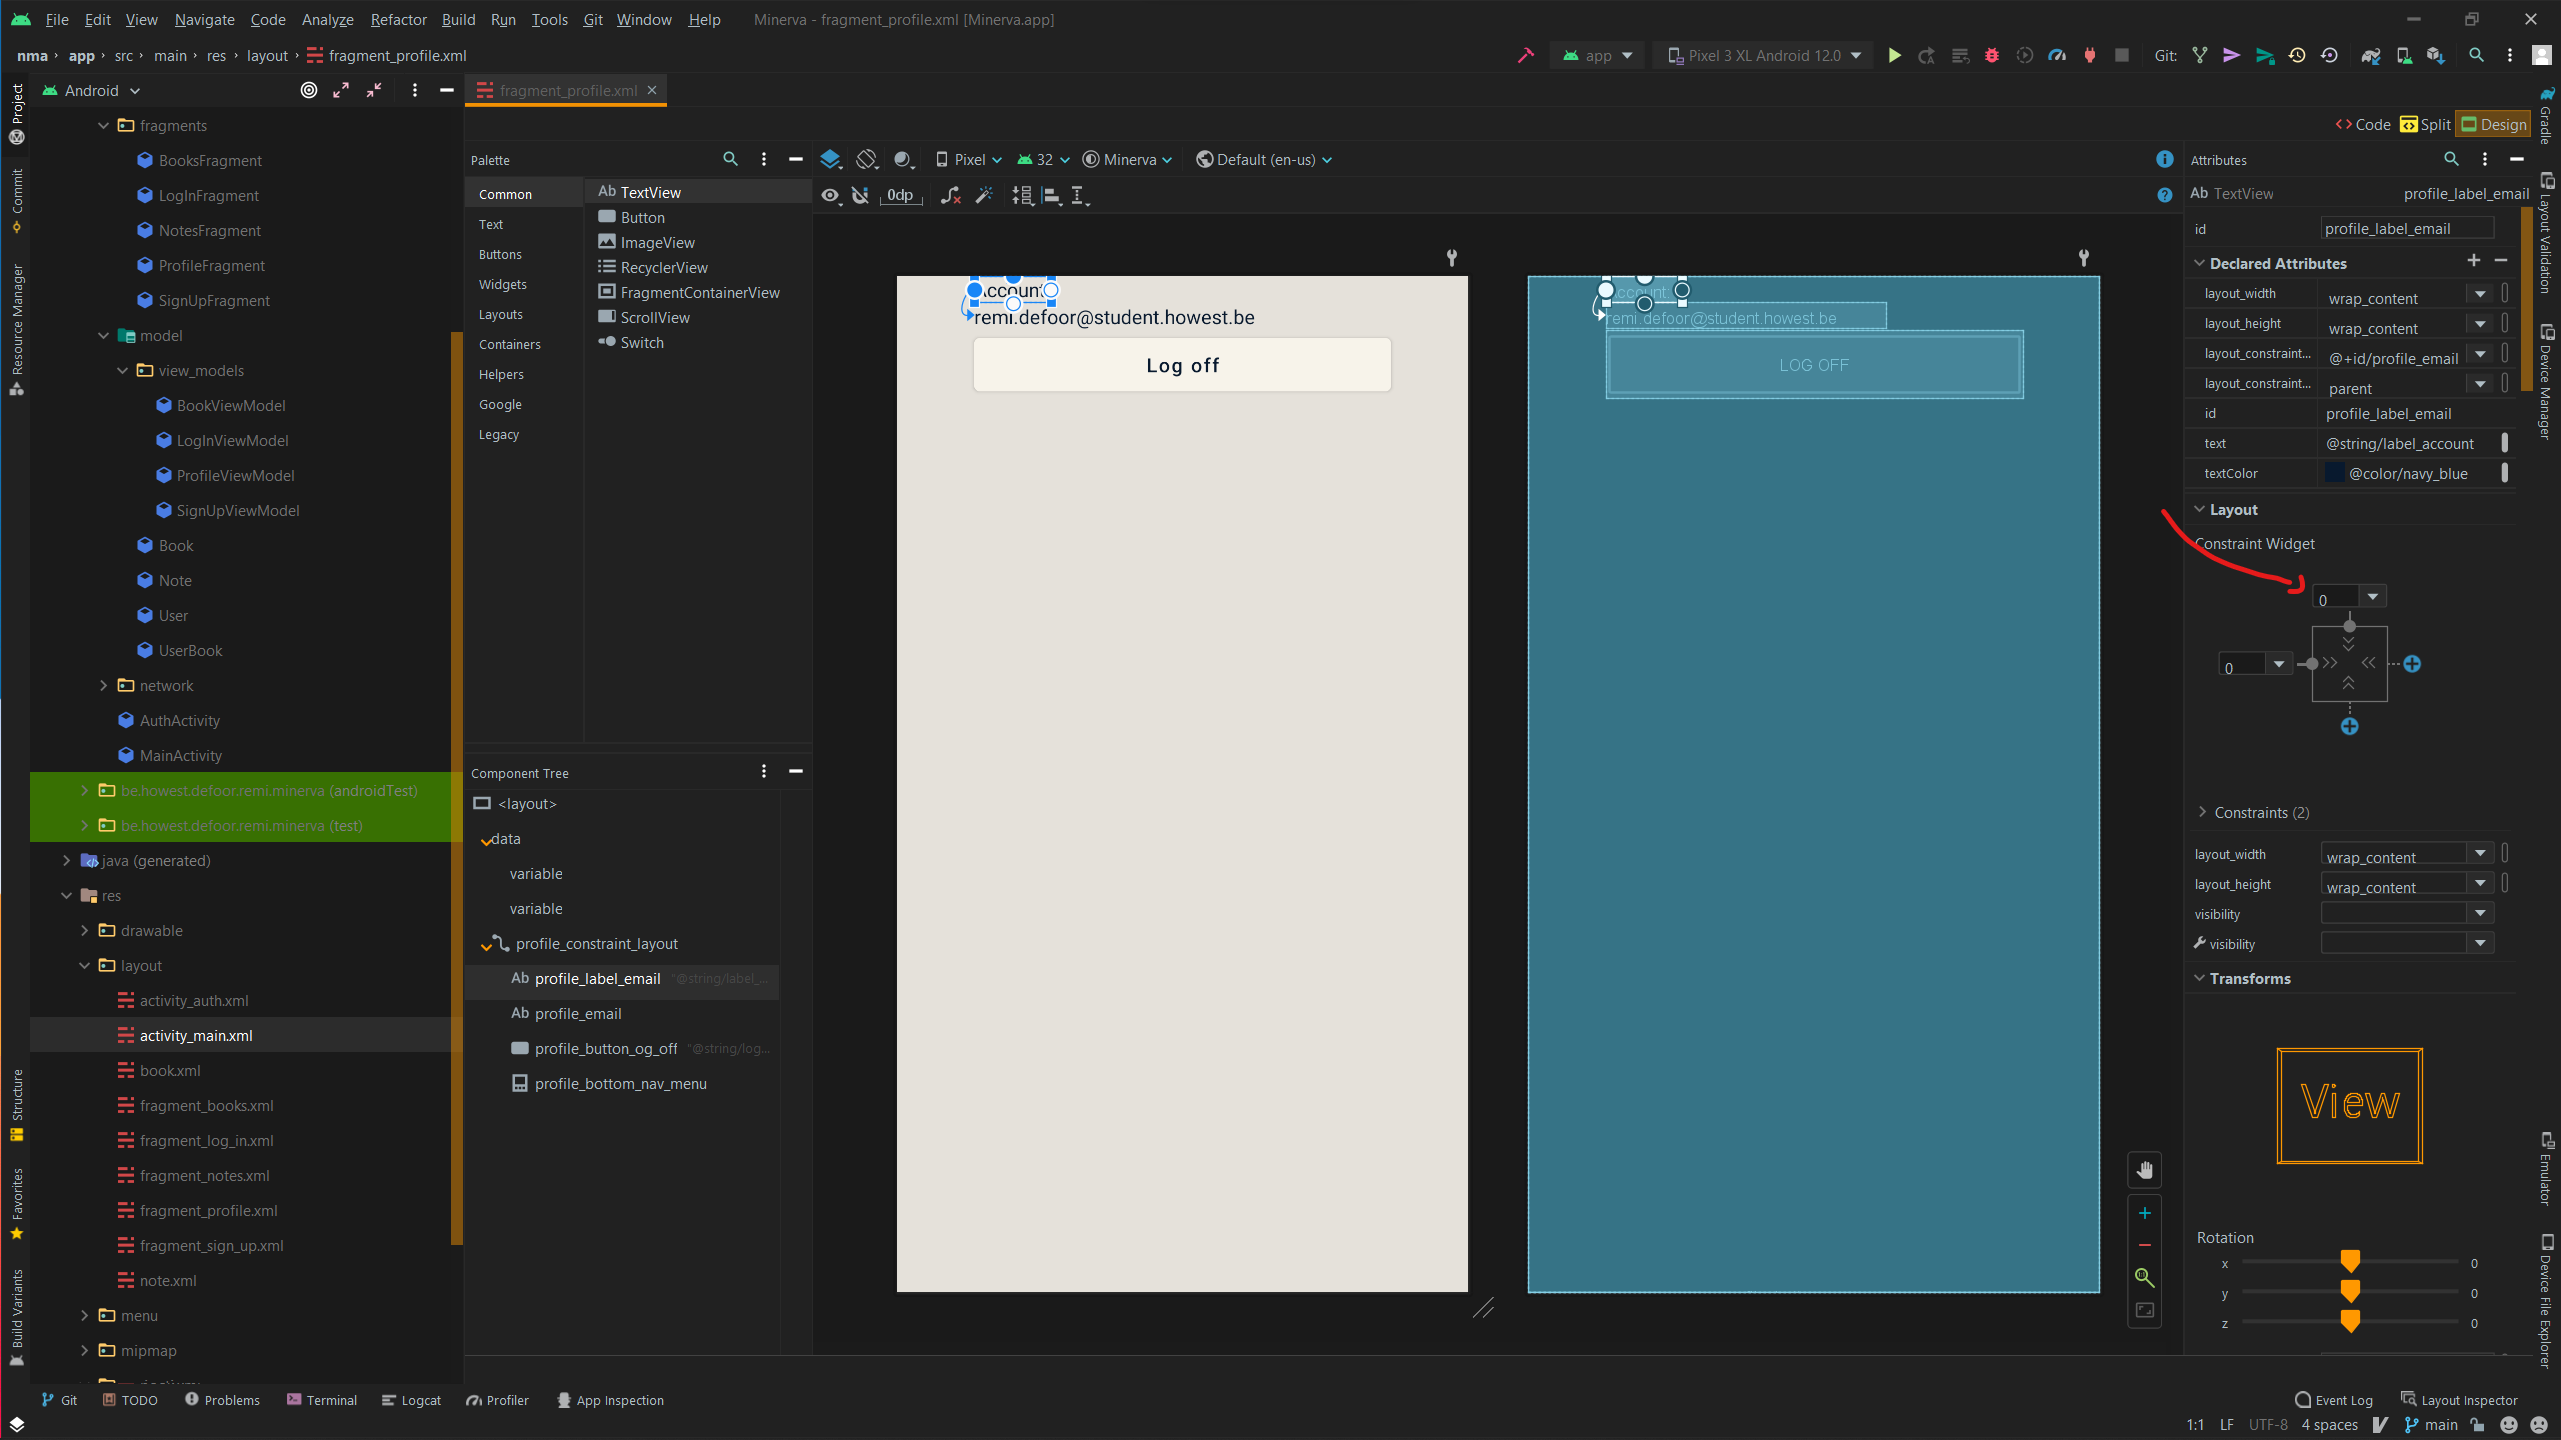 File Edit View Navigate Code Analyze Refactor Build Run Tools Git Window Help Minerva - fragment_profile.xml [Minerva.app]
nma app src main res layout fragment_profile.xml app Pixel 3 XL Android 12.0 Git:
Project
Commit
Resource Manager
Structure
Favorites
Build Variants
Android
fragments
BooksFragment
LogInFragment
NotesFragment
ProfileFragment
SignUpFragment
model
view_models
BookViewModel
LogInViewModel
ProfileViewModel
SignUpViewModel
Book
Note
User
UserBook
network
AuthActivity
MainActivity
be.howest.defoor.remi.minerva (androidTest)
be.howest.defoor.remi.minerva (test)
java (generated)
res
drawable
layout
activity_auth.xml
activity_main.xml
book.xml
fragment_books.xml
fragment_log_in.xml
fragment_notes.xml
fragment_profile.xml
fragment_sign_up.xml
note.xml
menu
mipmap
fragment_profile.xml
Code Split Design
Palette
Common
Text
Buttons
Widgets
Layouts
Containers
Helpers
Google
Legacy
Ab TextView
Button
ImageView
RecyclerView
FragmentContainerView
ScrollView
Switch
Pixel 32 Minerva Default (en-us)
0dp
Account
remi.defoor@student.howest.be
Log off
Account
remi.defoor@student.howest.be
LOG OFF
Component Tree
<layout>
data
variable
variable
profile_constraint_layout
Ab profile_label_email "@string/label_...
Ab profile_email
profile_button_og_off "@string/log...
profile_bottom_nav_menu
Attributes
Ab TextView profile_label_email
id profile_label_email
Declared Attributes
layout_width wrap_content
layout_height wrap_content
layout_constraint... @+id/profile_email
layout_constraint... parent
id profile_label_email
text @string/label_account
textColor @color/navy_blue
Layout
Constraint Widget
0
0
Constraints (2)
layout_width wrap_content
layout_height wrap_content
visibility
visibility
Transforms
View
Rotation
x 0
y 0
z 0
Gradle
Layout Validation
Device Manager
Emulator
Device File Explorer
Git TODO Problems Terminal Logcat Profiler App Inspection Event Log Layout Inspector
1:1 LF UTF-8 4 spaces main